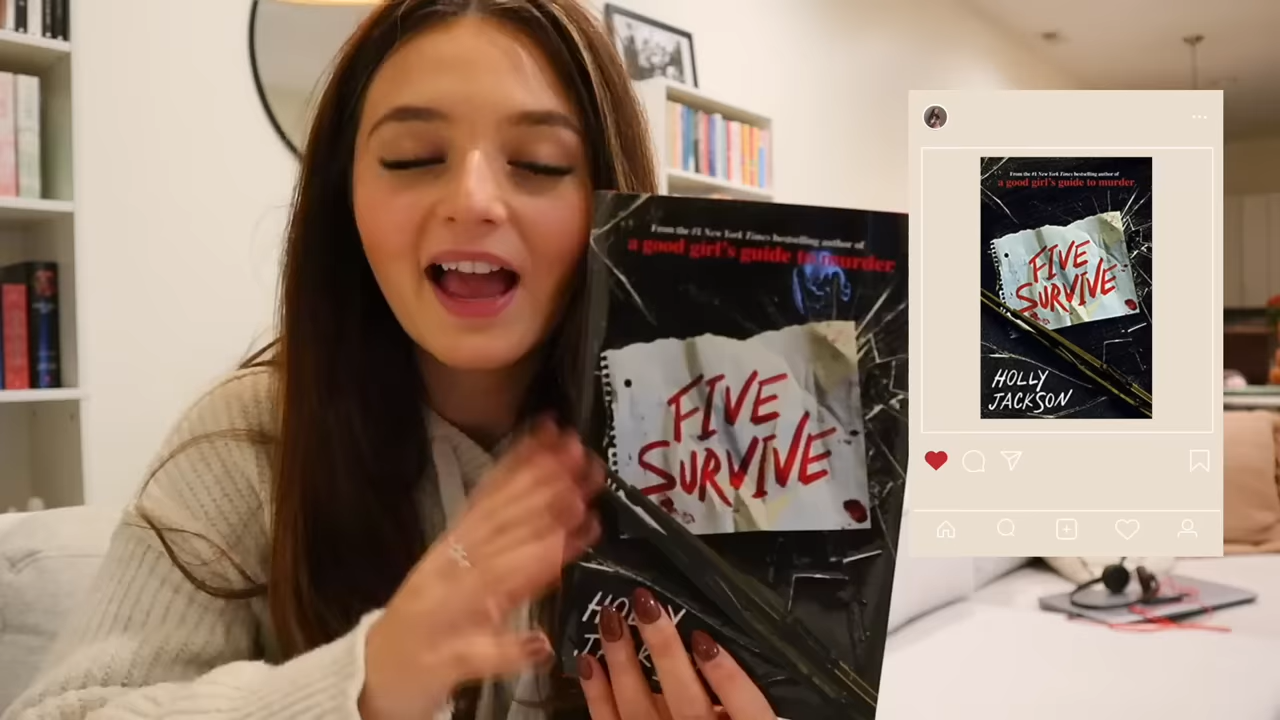 From the #1 New York Times bestselling author of
a good girl's guide to murder
FIVE
SURVIVE
HOLLY
From the #1 New York Times bestselling author of
a good girl's guide to murder
FIVE
SURVIVE
HOLLY
JACKSON